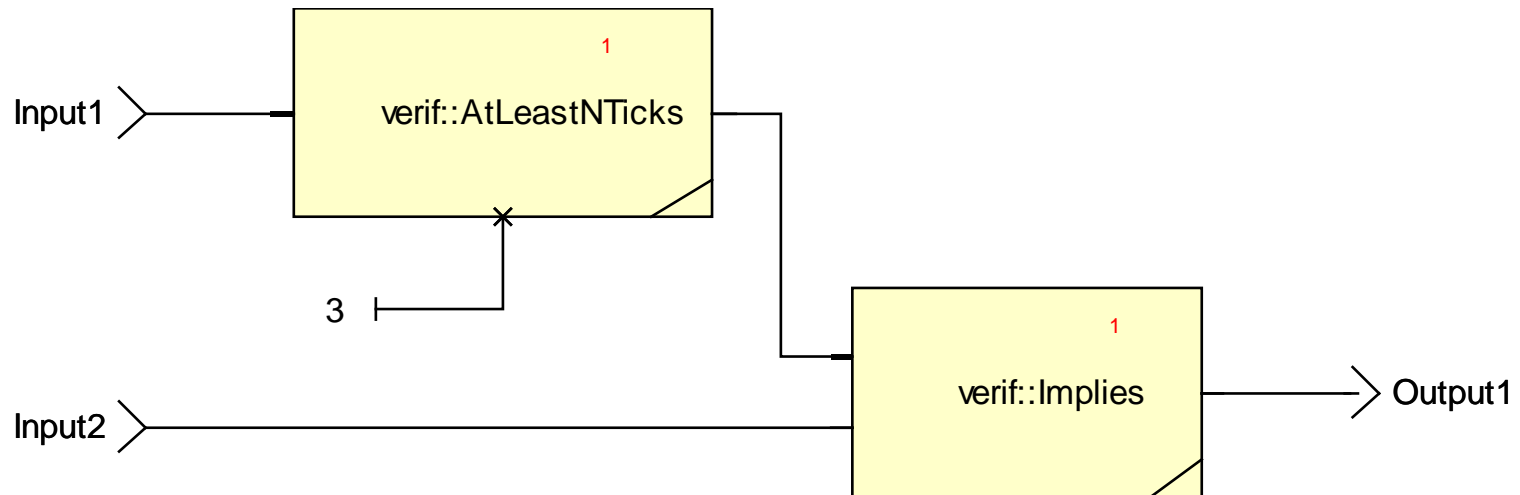 1
Input1
verif::AtLeastNTicks
3
1
verif::Implies
Output1
Input2